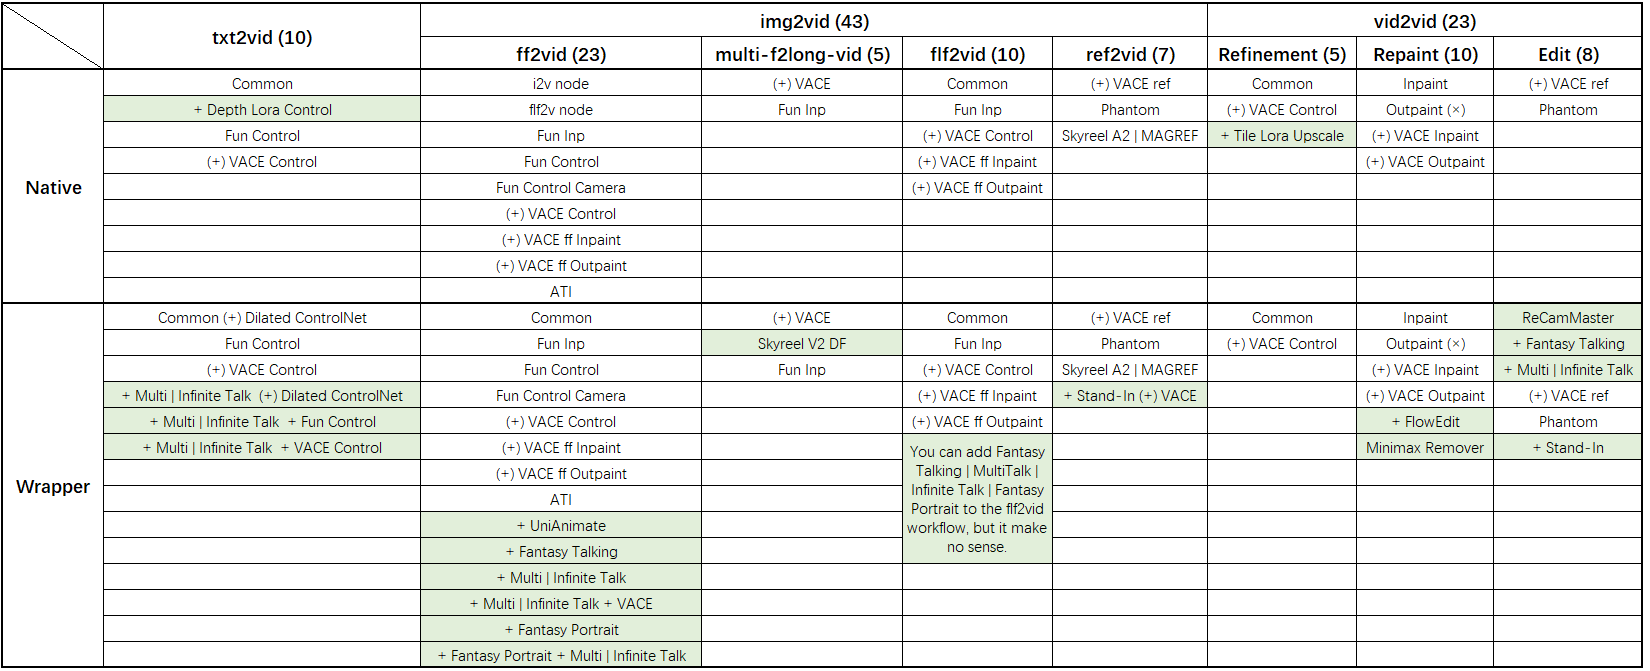 txt2vid (10) img2vid (43) vid2vid (23)
ff2vid (23) multi-f2long-vid (5) flf2vid (10) ref2vid (7) Refinement (5) Repaint (10) Edit (8)
Native
Common i2v node (+) VACE Common (+) VACE ref Common Inpaint (+) VACE ref
+ Depth Lora Control flf2v node Fun Inp Fun Inp Phantom (+) VACE Control Outpaint (×) Phantom
Fun Control Fun Inp (+) VACE Control Skyreel A2 | MAGREF + Tile Lora Upscale (+) VACE Inpaint
(+) VACE Control Fun Control (+) VACE ff Inpaint (+) VACE Outpaint
Fun Control Camera (+) VACE ff Outpaint
(+) VACE Control
(+) VACE ff Inpaint
(+) VACE ff Outpaint
ATI
Wrapper
Common (+) Dilated ControlNet Common (+) VACE Common (+) VACE ref Common Inpaint ReCamMaster
Fun Control Fun Inp Skyreel V2 DF Fun Inp Phantom (+) VACE Control Outpaint (×) + Fantasy Talking
(+) VACE Control Fun Control Fun Inp (+) VACE Control Skyreel A2 | MAGREF (+) VACE Inpaint + Multi | Infinite Talk
+ Multi | Infinite Talk (+) Dilated ControlNet Fun Control Camera (+) VACE ff Inpaint + Stand-In (+) VACE (+) VACE Outpaint (+) VACE ref
+ Multi | Infinite Talk + Fun Control (+) VACE Control (+) VACE ff Outpaint + FlowEdit Phantom
+ Multi | Infinite Talk + VACE Control (+) VACE ff Inpaint Minimax Remover + Stand-In
(+) VACE ff Outpaint
ATI
+ UniAnimate
+ Fantasy Talking
+ Multi | Infinite Talk
+ Multi | Infinite Talk + VACE
+ Fantasy Portrait
+ Fantasy Portrait + Multi | Infinite Talk
You can add Fantasy
Talking | MultiTalk |
Infinite Talk | Fantasy
Portrait to the flf2vid
workflow, but it make
no sense.